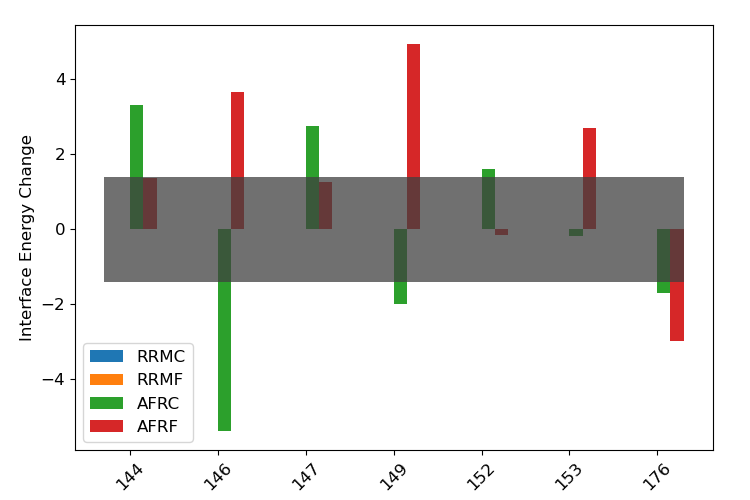 Interface Energy Change
4
2
0
−2
−4
RRMC
RRMF
AFRC
AFRF
144
146
147
149
152
153
176